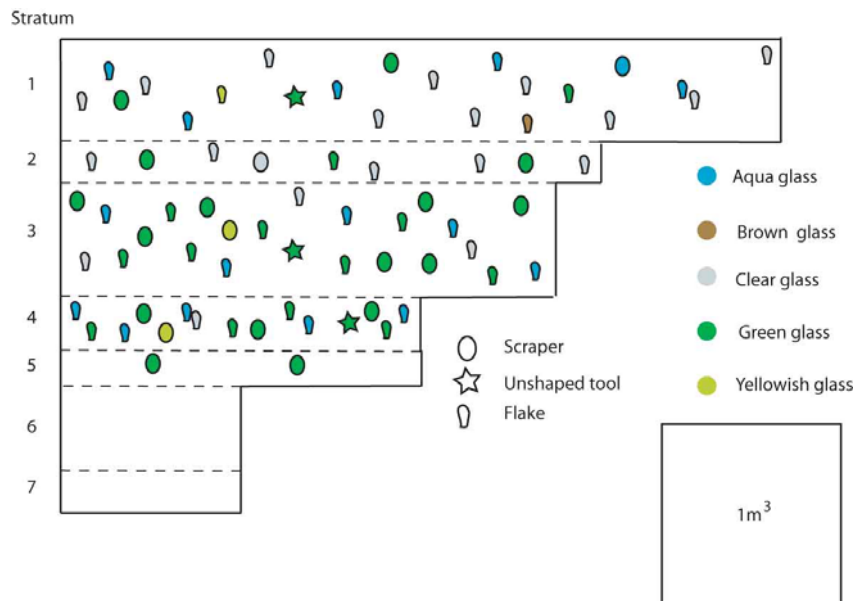 Stratum
1
2
3
4
5
6
7
Aqua glass
Brown glass
Clear glass
Green glass
Yellowish glass
Scraper
Unshaped tool
Flake
1m³